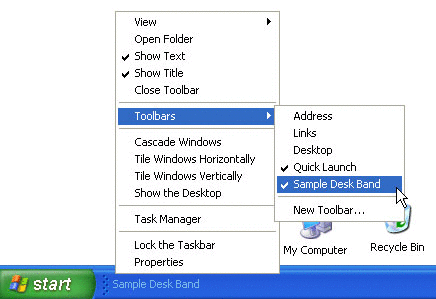 View
Open Folder
Show Text
Show Title
Close Toolbar
Toolbars
Cascade Windows
Tile Windows Horizontally
Tile Windows Vertically
Show the Desktop
Task Manager
Lock the Taskbar
Properties
Address
Links
Desktop
Quick Launch
Sample Desk Band
New Toolbar...
My Computer
Recycle Bin
start
Sample Desk Band